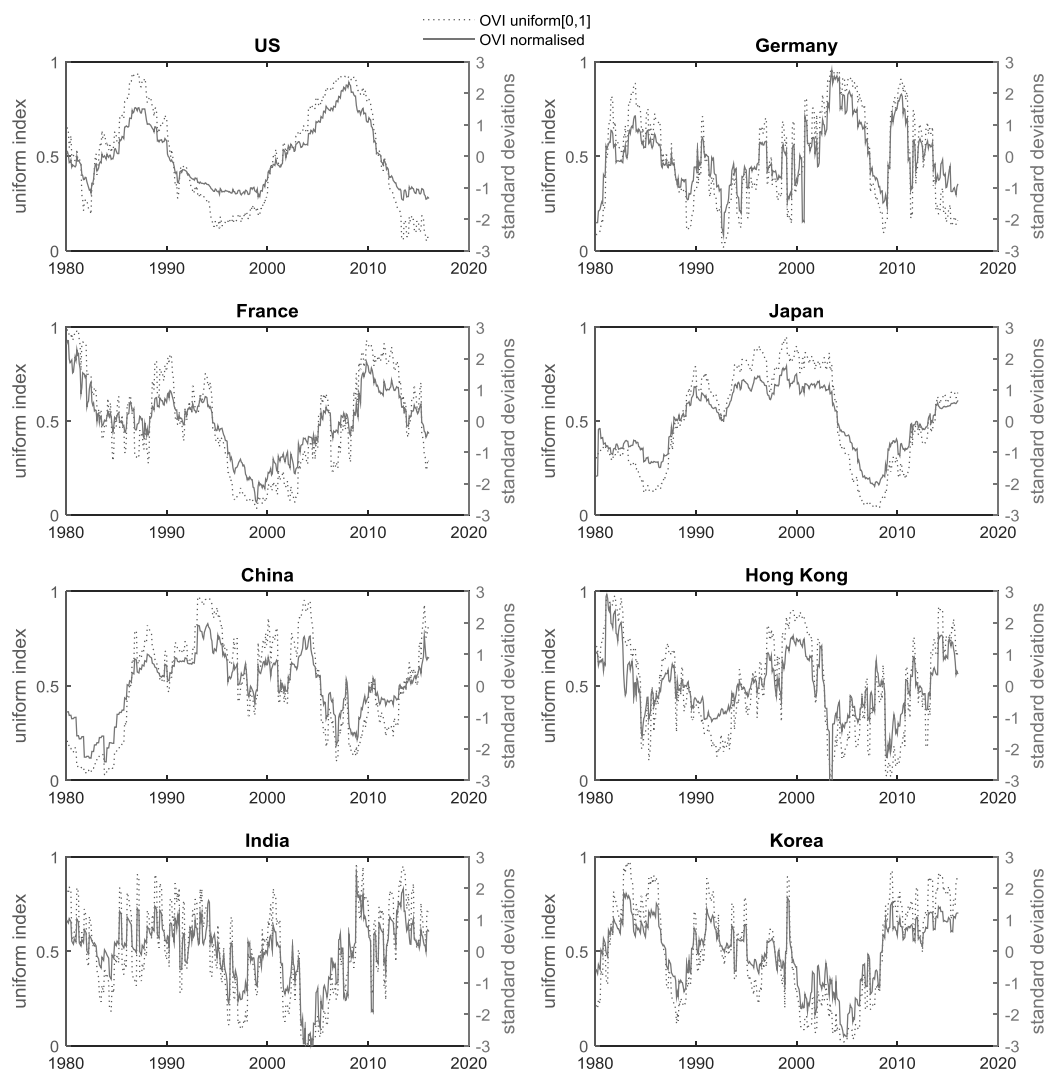 OVI uniform[0,1]
OVI normalised
US
uniform index
1
0.5
0
3
2
1
0
-1
-2
-3
standard deviations
1980 1990 2000 2010 2020
Germany
uniform index
1
0.5
0
3
2
1
0
-1
-2
-3
standard deviations
1980 1990 2000 2010 2020
France
uniform index
1
0.5
0
3
2
1
0
-1
-2
-3
standard deviations
1980 1990 2000 2010 2020
Japan
uniform index
1
0.5
0
3
2
1
0
-1
-2
-3
standard deviations
1980 1990 2000 2010 2020
China
uniform index
1
0.5
0
3
2
1
0
-1
-2
-3
standard deviations
1980 1990 2000 2010 2020
Hong Kong
uniform index
1
0.5
0
3
2
1
0
-1
-2
-3
standard deviations
1980 1990 2000 2010 2020
India
uniform index
1
0.5
0
3
2
1
0
-1
-2
-3
standard deviations
1980 1990 2000 2010 2020
Korea
uniform index
1
0.5
0
3
2
1
0
-1
-2
-3
standard deviations
1980 1990 2000 2010 2020